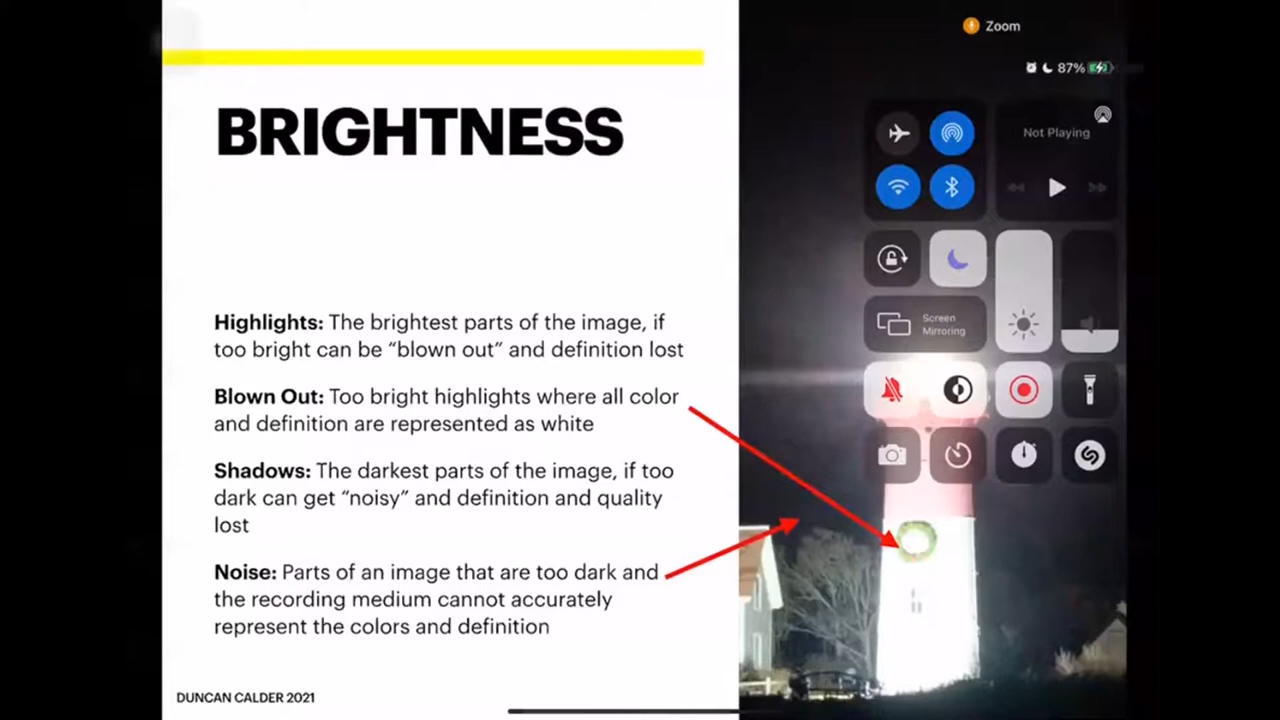 Zoom
87%
BRIGHTNESS
Not Playing
Screen
Mirroring
Highlights: The brightest parts of the image, if
too bright can be “blown out” and definition lost
Blown Out: Too bright highlights where all color
and definition are represented as white
Shadows: The darkest parts of the image, if too
dark can get “noisy” and definition and quality
lost
Noise: Parts of an image that are too dark and
the recording medium cannot accurately
represent the colors and definition
DUNCAN CALDER 2021